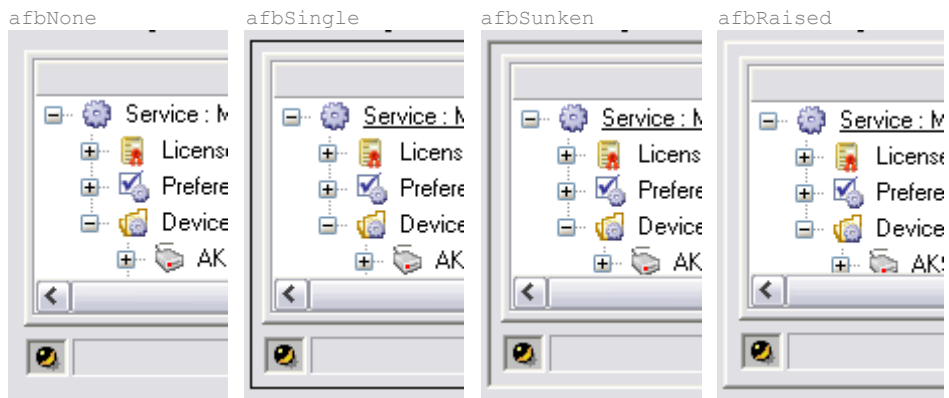 afbNone afbSingle afbSunken afbRaised
Service : M Service : M Service : M Service : M
License Licens Licens License
Prefere Prefere Prefere Prefere
Device Device Device Device
AK AK AK AKS